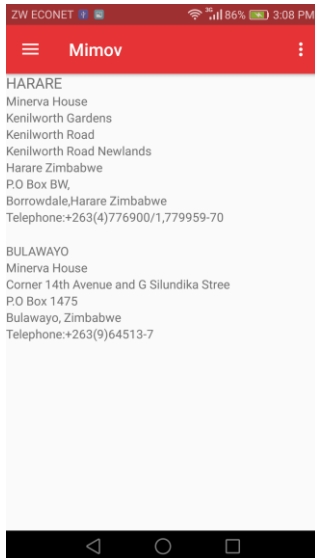 ZW ECONET 3G 86% 3:08 PM
Mimov
HARARE
Minerva House
Kenilworth Gardens
Kenilworth Road
Kenilworth Road Newlands
Harare Zimbabwe
P.O Box BW,
Borrowdale,Harare Zimbabwe
Telephone:+263(4)776900/1,779959-70
BULAWAYO
Minerva House
Corner 14th Avenue and G Silundika Stree
P.O Box 1475
Bulawayo, Zimbabwe
Telephone:+263(9)64513-7